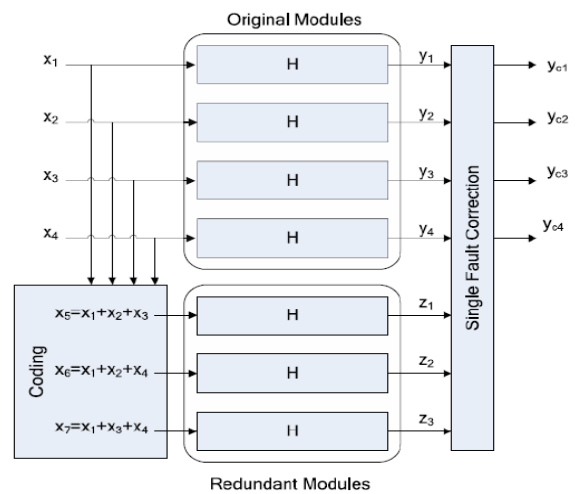 Original Modules
x₁ H y₁ yc1
x₂ H y₂ yc2
x₃ H y₃ yc3
x₄ H y₄ yc4
Single Fault Correction
Coding
x₅=x₁+x₂+x₃ H z₁
x₆=x₁+x₂+x₄ H z₂
x₇=x₁+x₃+x₄ H z₃
Redundant Modules